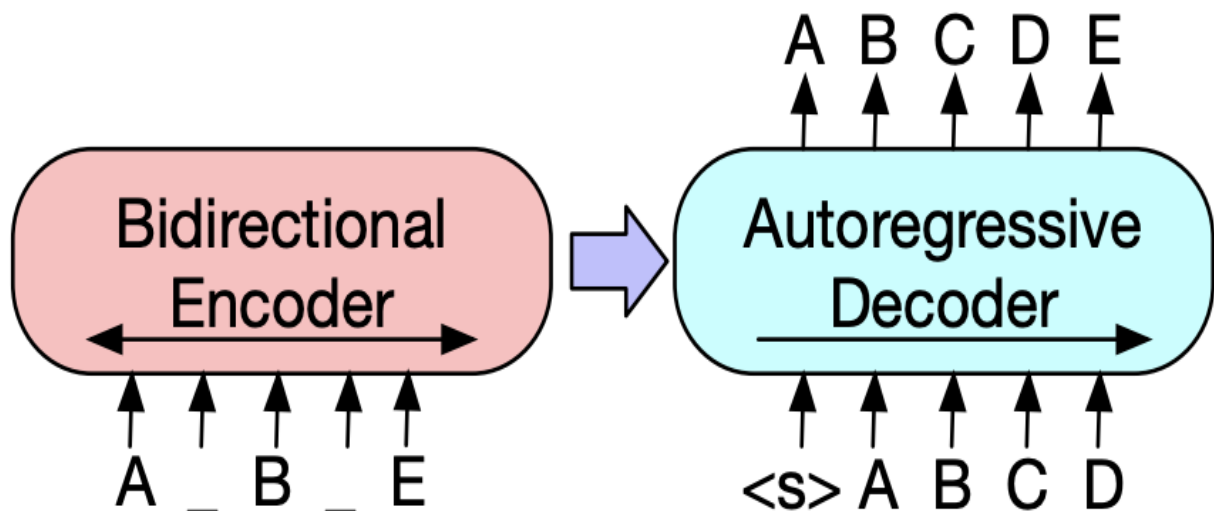 A B C D E
Bidirectional
Encoder
Autoregressive
Decoder
A _ B _ E
<s> A B C D